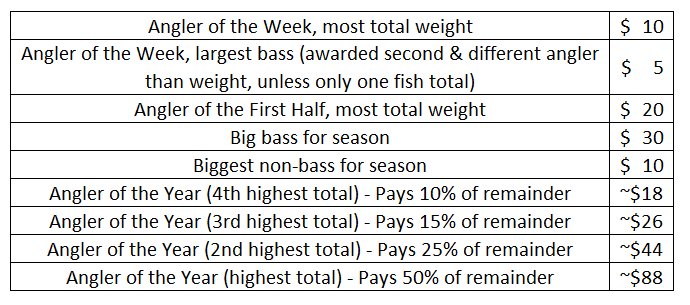 Angler of the Week, most total weight $ 10
Angler of the Week, largest bass (awarded second & different angler
than weight, unless only one fish total) $ 5
Angler of the First Half, most total weight $ 20
Big bass for season $ 30
Biggest non-bass for season $ 10
Angler of the Year (4th highest total) - Pays 10% of remainder ~$18
Angler of the Year (3rd highest total) - Pays 15% of remainder ~$26
Angler of the Year (2nd highest total) - Pays 25% of remainder ~$44
Angler of the Year (highest total) - Pays 50% of remainder ~$88